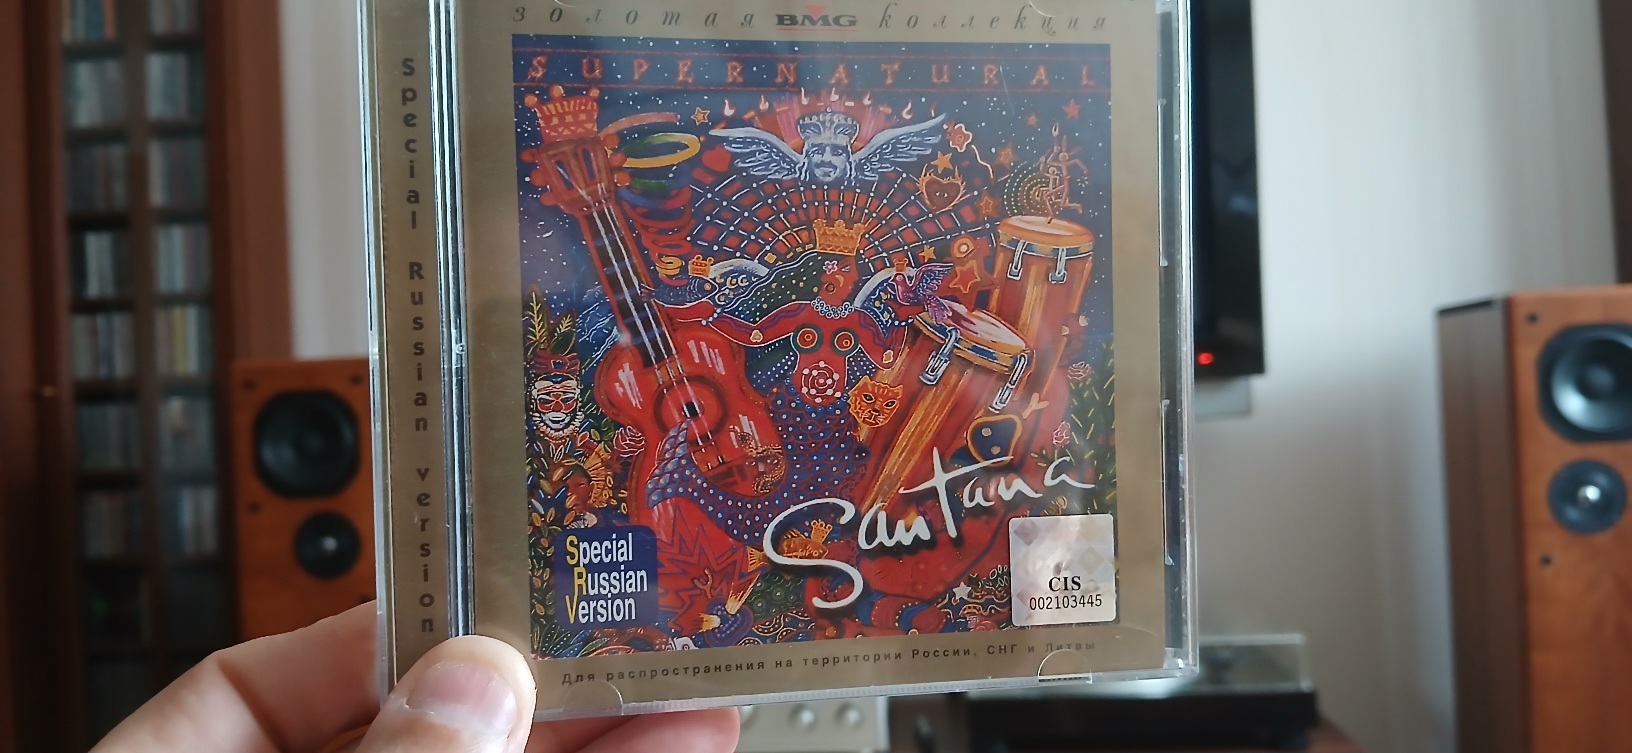 золотая BMG коллекция
SUPERNATURAL
Special Russian version
Santana
Special
Russian
Version
CIS
002103445
Для распространения на территории России, СНГ и Литвы